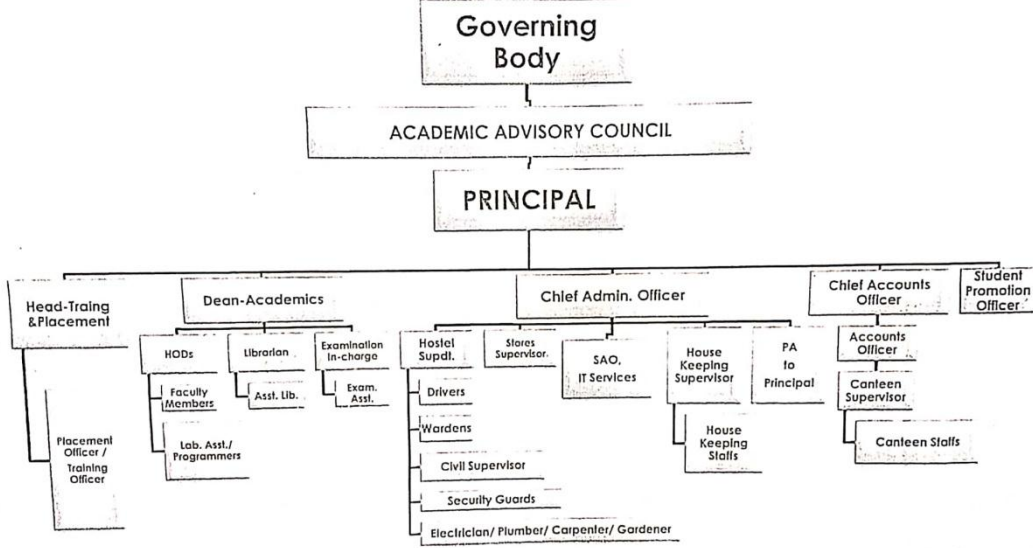 Governing
Body
ACADEMIC ADVISORY COUNCIL
PRINCIPAL
Head-Traing
&Placement
Placement
Officer /
Training
Officer
Dean-Academics
HODs
Faculty
Members
Lab. Asst./
Programmers
Librarian
Asst. Lib.
Examination
In-charge
Exam.
Asst.
Chief Admin. Officer
Hostel
Supdt.
Drivers
Wardens
Civil Supervisor
Security Guards
Electrician/ Plumber/ Carpenter/ Gardener
Stores
Supervisor.
SAO,
IT Services
House
Keeping
Supervisor
House
Keeping
Staffs
PA
to
Principal
Chief Accounts
Officer
Accounts
Officer
Canteen
Supervisor
Canteen Staffs
Student
Promotion
Officer